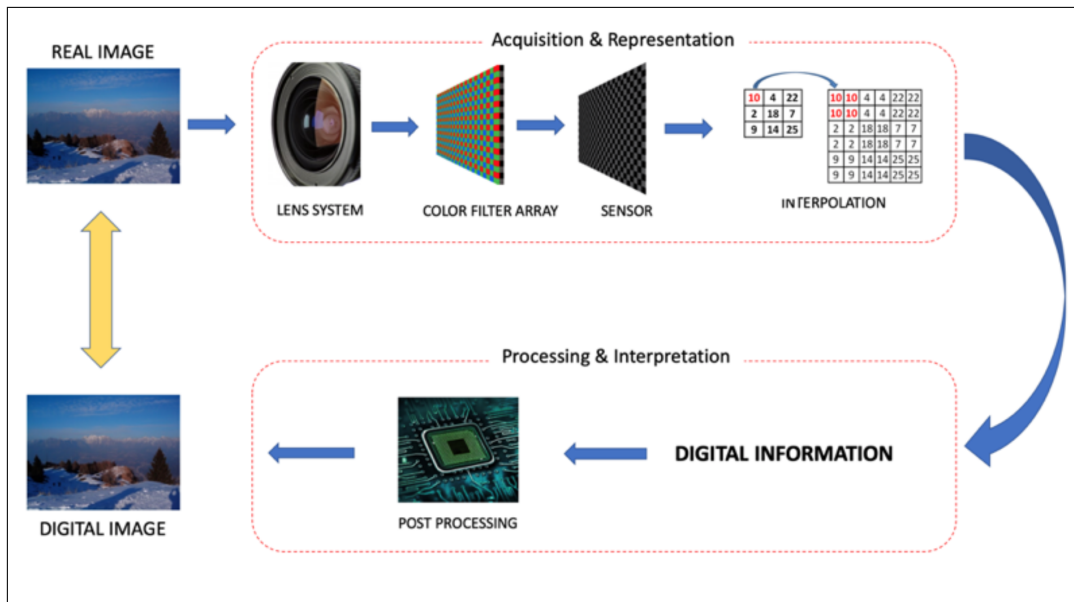 Acquisition & Representation
REAL IMAGE
10 4 22
2 18 7
9 14 25
10 10 4 4 22 22
10 10 4 4 22 22
2 2 18 18 7 7
2 2 18 18 7 7
9 9 14 14 25 25
9 9 14 14 25 25
LENS SYSTEM
COLOR FILTER ARRAY
SENSOR
INTERPOLATION
Processing & Interpretation
DIGITAL INFORMATION
POST PROCESSING
DIGITAL IMAGE